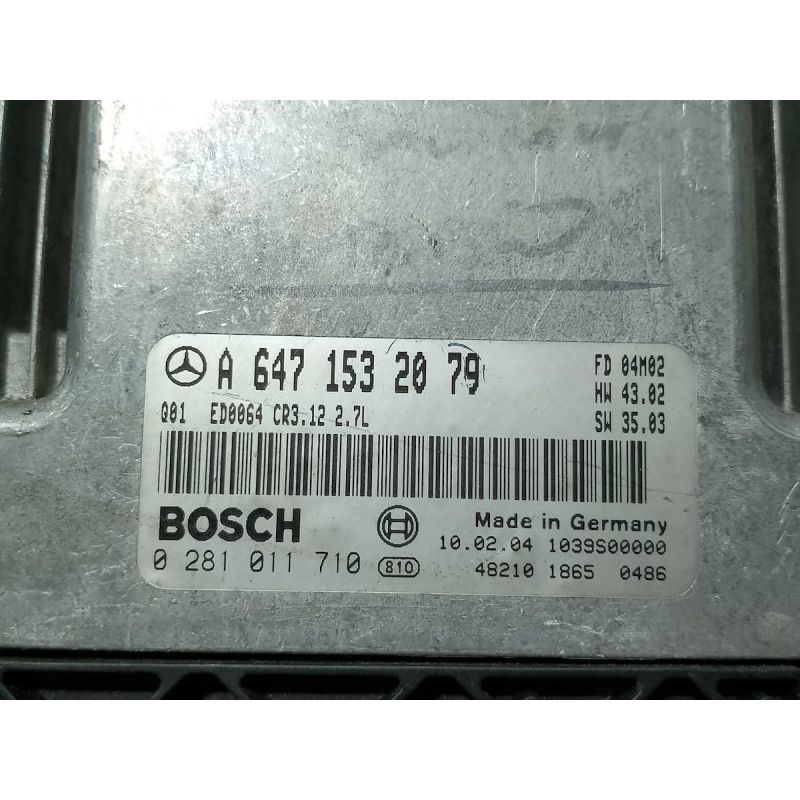 A 647 153 20 79
FD 04M02
HW 43.02
Q01 ED0064 CR3.12 2.7L
SW 35.03
BOSCH
Made in Germany
10.02.04 1039S00000
0 281 011 710 810
48210 1865 0486